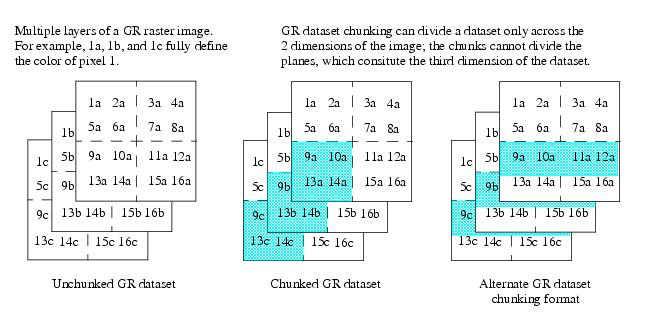 Multiple layers of a GR raster image.
For example, 1a, 1b, and 1c fully define
the color of pixel 1.
GR dataset chunking can divide a dataset only across the
2 dimensions of the image; the chunks cannot divide the
planes, which consitute the third dimension of the dataset.
1a 2a 3a 4a
1b 5a 6a 7a 8a
1c 5b 9a 10a 11a 12a
5c 9b 13a 14a 15a 16a
9c 13b 14b 15b 16b
13c 14c 15c 16c
Unchunked GR dataset
1a 2a 3a 4a
1b 5a 6a 7a 8a
1c 5b 9a 10a 11a 12a
5c 9b 13a 14a 15a 16a
9c 13b 14b 15b 16b
13c 14c 15c 16c
Chunked GR dataset
1a 2a 3a 4a
1b 5a 6a 7a 8a
1c 5b 9a 10a 11a 12a
5c 9b 13a 14a 15a 16a
9c 13b 14b 15b 16b
13c 14c 15c 16c
Alternate GR dataset
chunking format